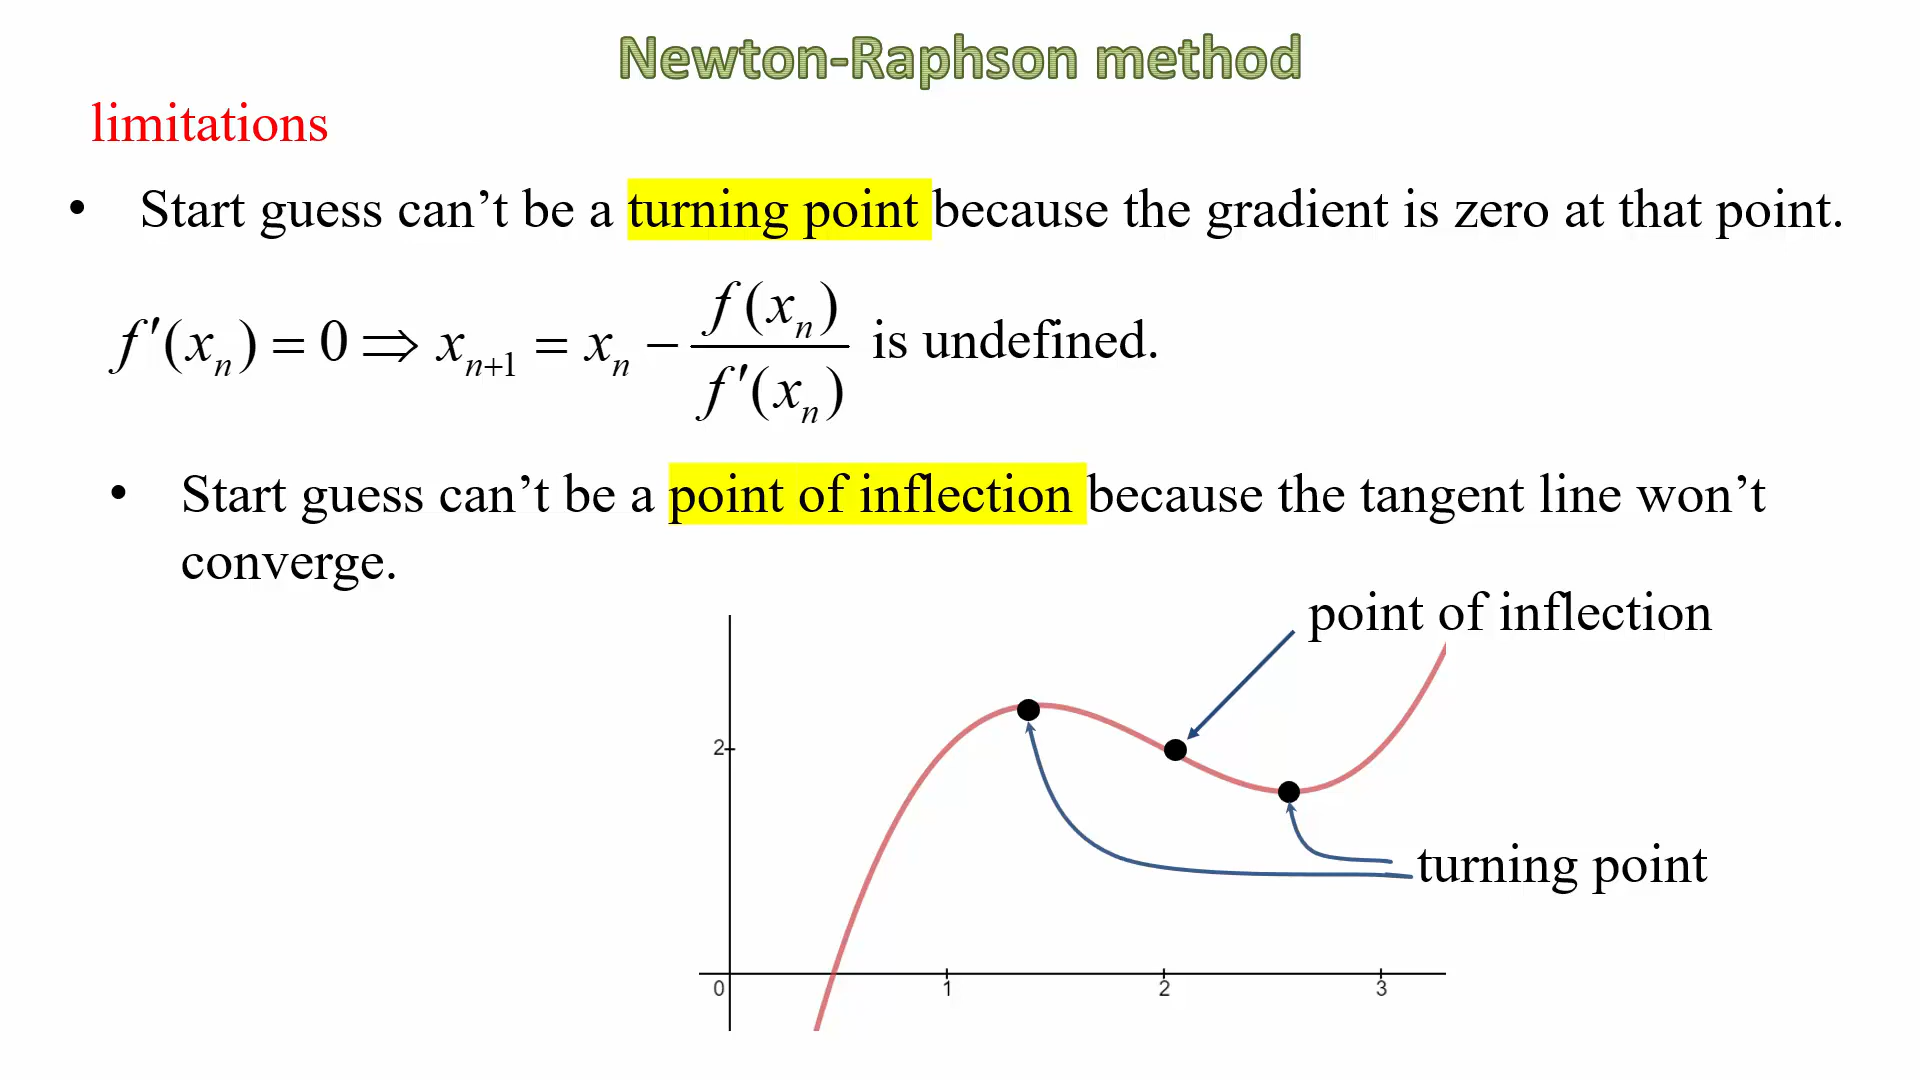 Newton-Raphson method
limitations
• Start guess can’t be a turning point because the gradient is zero at that point.
f′(xₙ) = 0 ⇒ xₙ₊₁ = xₙ − f(xₙ) / f′(xₙ) is undefined.
• Start guess can’t be a point of inflection because the tangent line won’t
converge.
point of inflection
2
turning point
0 1 2 3